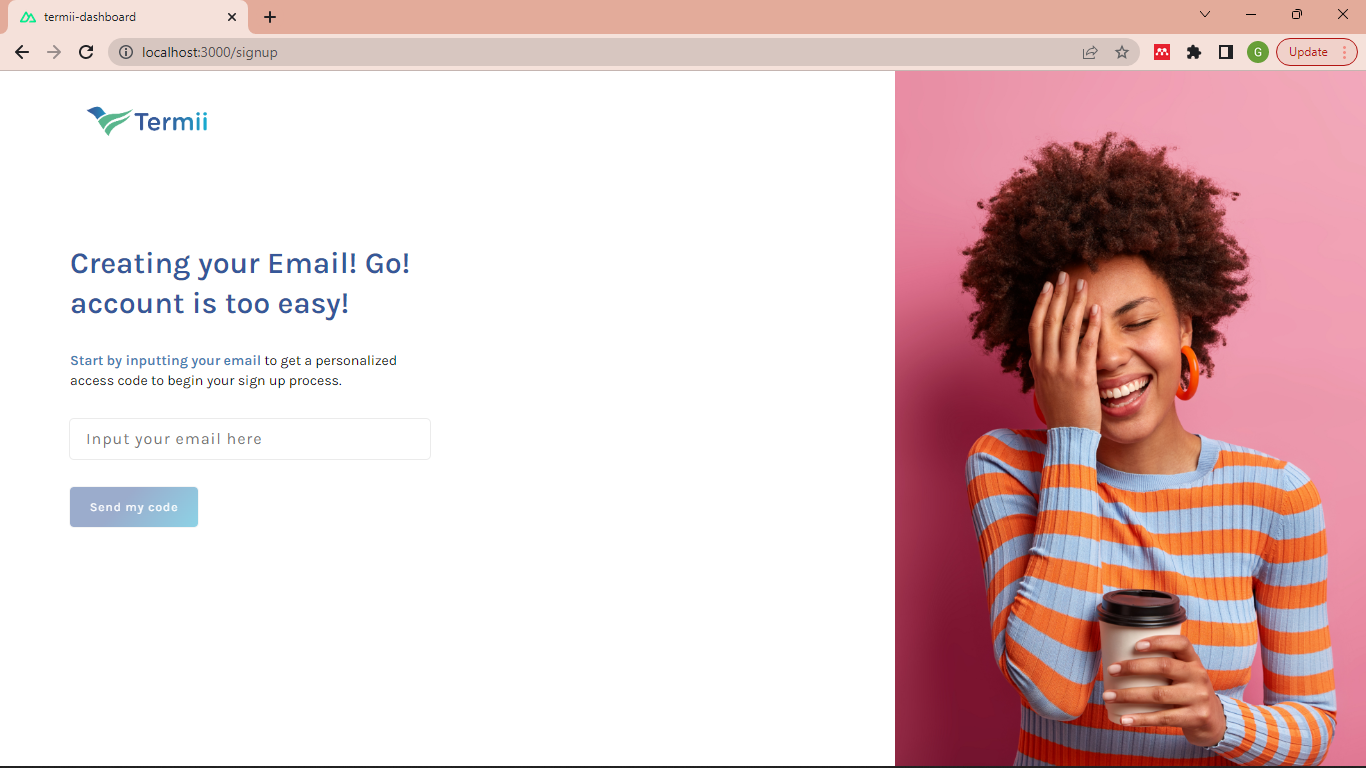 termii-dashboard
localhost:3000/signup
G
Update
Termii
Creating your Email! Go!
account is too easy!
Start by inputting your email to get a personalized
access code to begin your sign up process.
Input your email here
Send my code